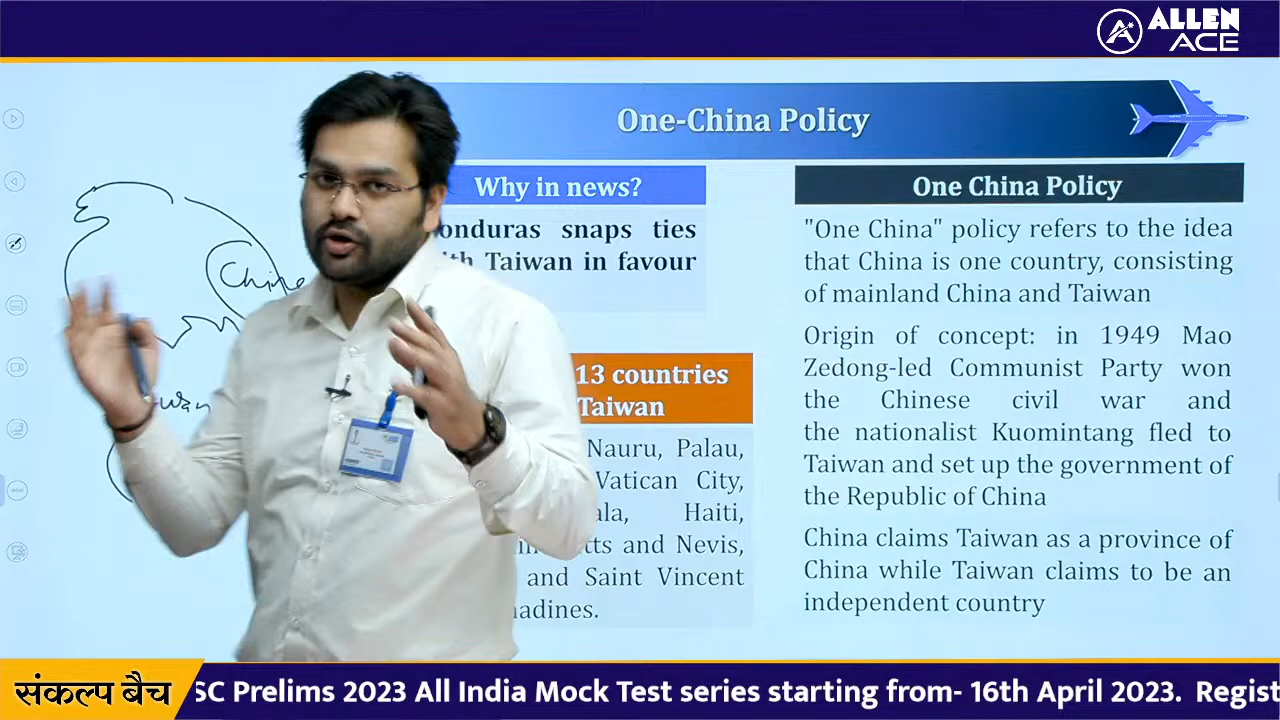 ALLEN
ACE
One-China Policy
Why in news?
snaps ties
Taiwan in favour
13 countries
Taiwan
Nauru, Palau,
Vatican City,
Haiti,
and Nevis,
and Saint Vincent
One China Policy
"One China" policy refers to the idea
that China is one country, consisting
of mainland China and Taiwan
Origin of concept: in 1949 Mao
Zedong-led Communist Party won
the Chinese civil war and
the nationalist Kuomintang fled to
Taiwan and set up the government of
the Republic of China
China claims Taiwan as a province of
China while Taiwan claims to be an
independent country
संकल्प बैच
SC Prelims 2023 All India Mock Test series starting from- 16th April 2023. Regist